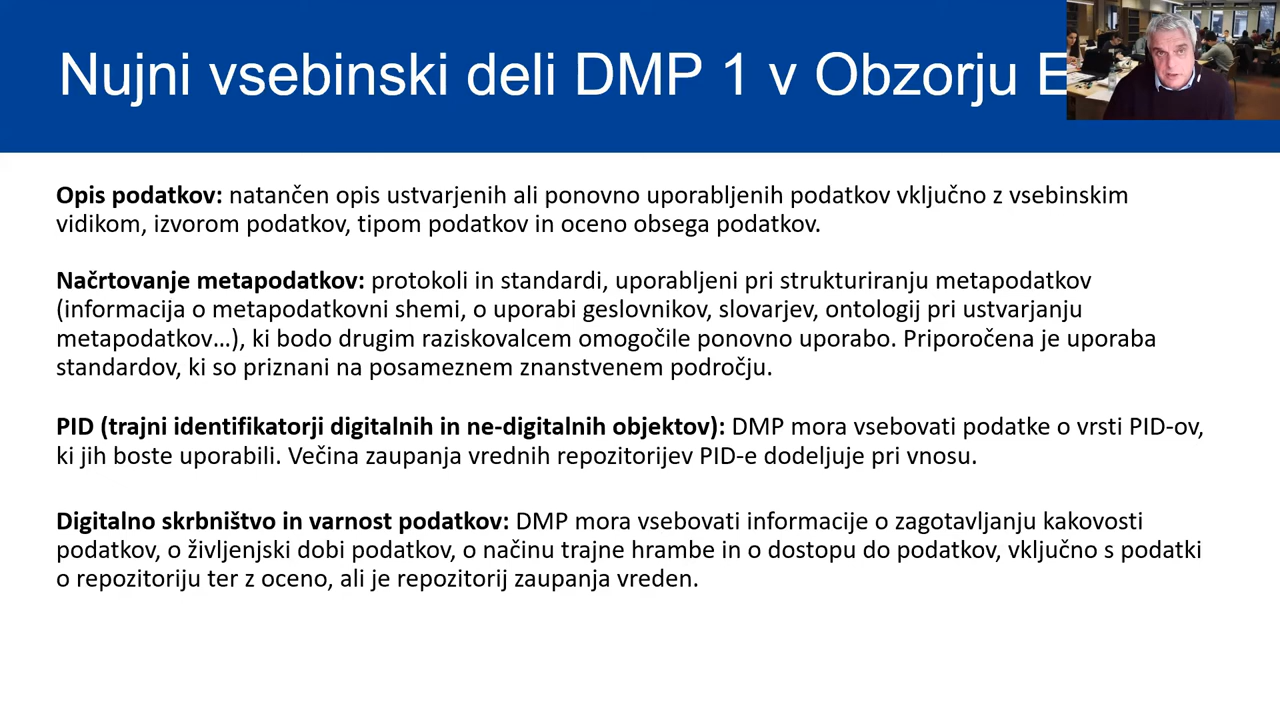 Nujni vsebinski deli DMP 1 v Obzorju
Opis podatkov: natančen opis ustvarjenih ali ponovno uporabljenih podatkov vključno z vsebinskim
vidikom, izvorom podatkov, tipom podatkov in oceno obsega podatkov.
Načrtovanje metapodatkov: protokoli in standardi, uporabljeni pri strukturiranju metapodatkov
(informacija o metapodatkovni shemi, o uporabi geslovnikov, slovarjev, ontologij pri ustvarjanju
metapodatkov…), ki bodo drugim raziskovalcem omogočile ponovno uporabo. Priporočena je uporaba
standardov, ki so priznani na posameznem znanstvenem področju.
PID (trajni identifikatorji digitalnih in ne-digitalnih objektov): DMP mora vsebovati podatke o vrsti PID-ov,
ki jih boste uporabili. Večina zaupanja vrednih repozitorijev PID-e dodeljuje pri vnosu.
Digitalno skrbništvo in varnost podatkov: DMP mora vsebovati informacije o zagotavljanju kakovosti
podatkov, o življenjski dobi podatkov, o načinu trajne hrambe in o dostopu do podatkov, vključno s podatki
o repozitoriju ter z oceno, ali je repozitorij zaupanja vreden.